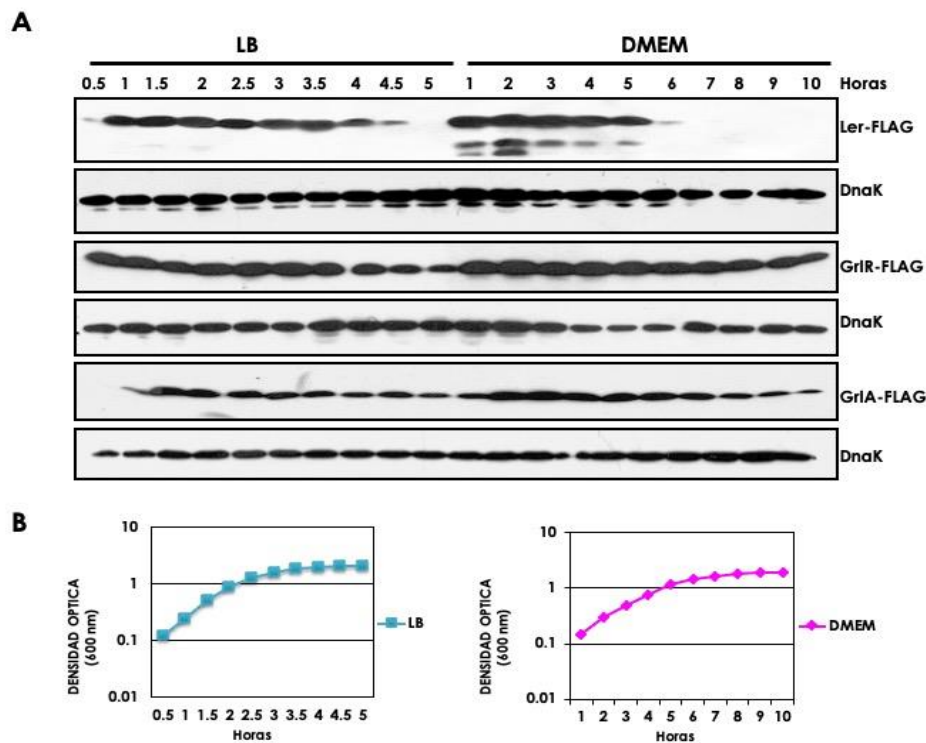 A
LB DMEM
0.5 1 1.5 2 2.5 3 3.5 4 4.5 5 1 2 3 4 5 6 7 8 9 10 Horas
Ler-FLAG
DnaK
GrlR-FLAG
DnaK
GrlA-FLAG
DnaK
B
10
1
0.1
0.01
DENSIDAD OPTICA
(600 nm)
0.5 1 1.5 2 2.5 3 3.5 4 4.5 5
Horas
LB
10
1
0.1
0.01
DENSIDAD OPTICA
(600 nm)
1 2 3 4 5 6 7 8 9 10
Horas
DMEM